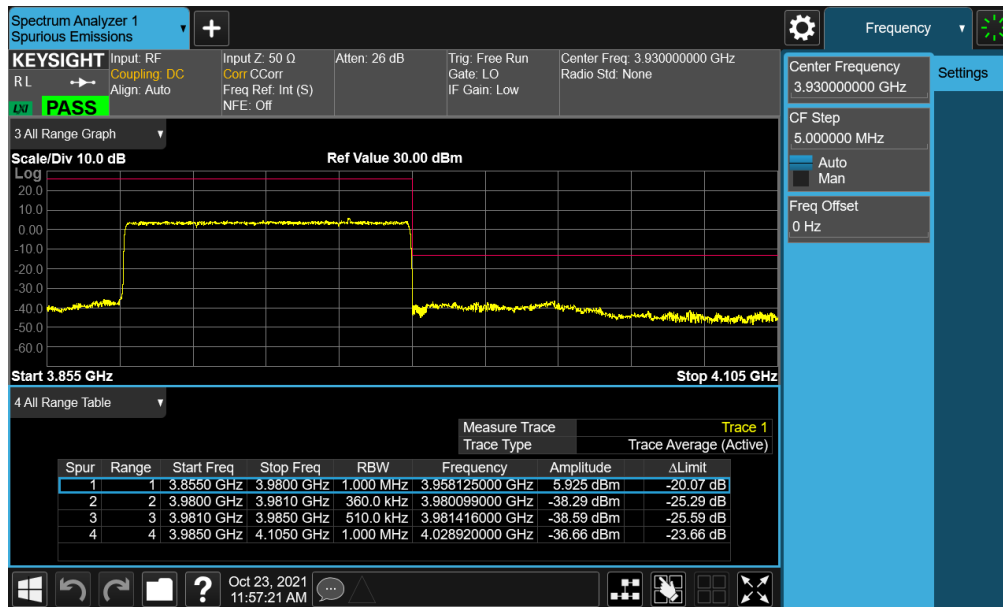 Spectrum Analyzer 1
Spurious Emissions
▼
+
Frequency ▼
KEYSIGHT
RL
LXI PASS
Input: RF
Coupling: DC
Align: Auto
Input Z: 50 Ω
Corr CCorr
Freq Ref: Int (S)
NFE: Off
Atten: 26 dB
Trig: Free Run
Gate: LO
IF Gain: Low
Center Freq: 3.930000000 GHz
Radio Std: None
Center Frequency
3.930000000 GHz
Settings
CF Step
5.000000 MHz
Auto
Man
Freq Offset
0 Hz
3 All Range Graph ▼
Scale/Div 10.0 dB Ref Value 30.00 dBm
Log
20.0
10.0
0.00
-10.0
-20.0
-30.0
-40.0
-50.0
-60.0
Start 3.855 GHz Stop 4.105 GHz
4 All Range Table ▼
Measure Trace Trace 1
Trace Type Trace Average (Active)
Spur Range Start Freq Stop Freq RBW Frequency Amplitude ΔLimit
1 1 3.8550 GHz 3.9800 GHz 1.000 MHz 3.958125000 GHz 5.925 dBm -20.07 dB
2 2 3.9800 GHz 3.9810 GHz 360.0 kHz 3.980099000 GHz -38.29 dBm -25.29 dB
3 3 3.9810 GHz 3.9850 GHz 510.0 kHz 3.981416000 GHz -38.59 dBm -25.59 dB
4 4 3.9850 GHz 4.1050 GHz 1.000 MHz 4.028920000 GHz -36.66 dBm -23.66 dB
?
Oct 23, 2021
11:57:21 AM